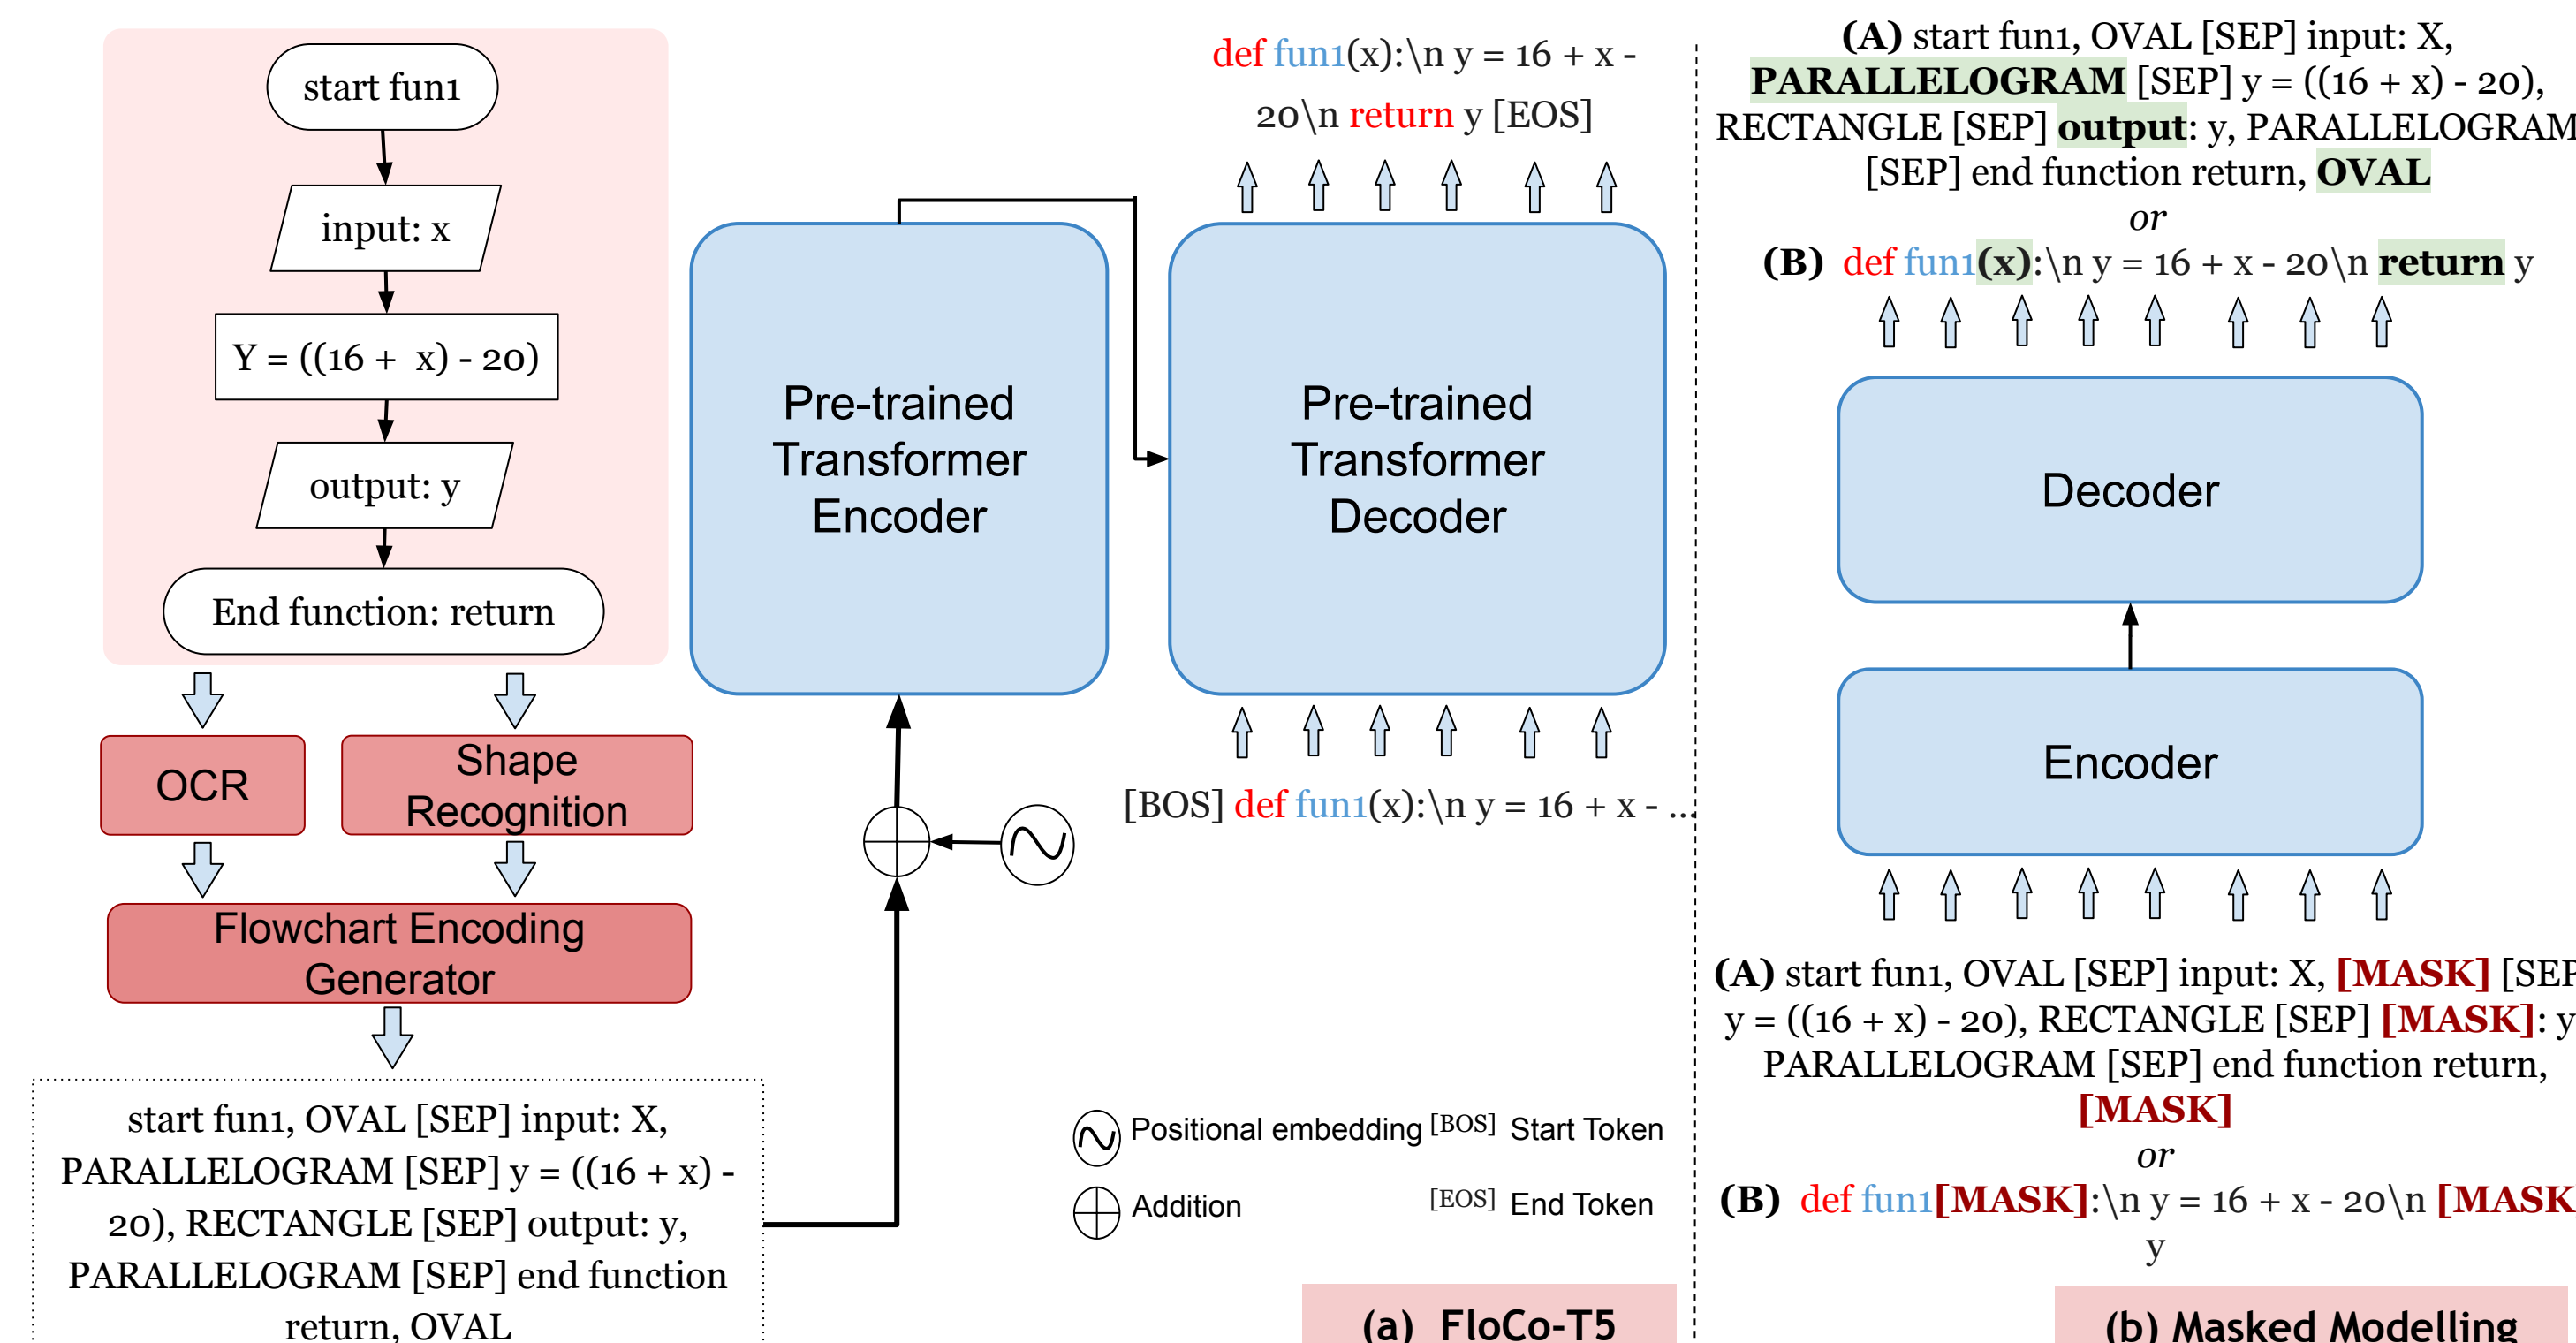 start fun1
input: x
Y = ((16 + x) - 20)
output: y
End function: return
OCR
Shape
Recognition
Flowchart Encoding
Generator
start fun1, OVAL [SEP] input: X,
PARALLELOGRAM [SEP] y = ((16 + x) -
20), RECTANGLE [SEP] output: y,
PARALLELOGRAM [SEP] end function
return, OVAL
def fun1(x):\n y = 16 + x -
20\n return y [EOS]
Pre-trained
Transformer
Encoder
Pre-trained
Transformer
Decoder
[BOS] def fun1(x):\n y = 16 + x - ...
Positional embedding
[BOS] Start Token
Addition
[EOS] End Token
(a) FloCo-T5
(A) start fun1, OVAL [SEP] input: X,
PARALLELOGRAM [SEP] y = ((16 + x) - 20),
RECTANGLE [SEP] output: y, PARALLELOGRAM
[SEP] end function return, OVAL
or
(B) def fun1(x):\n y = 16 + x - 20\n return y
Decoder
Encoder
(A) start fun1, OVAL [SEP] input: X, [MASK] [SEP
y = ((16 + x) - 20), RECTANGLE [SEP] [MASK]: y
PARALLELOGRAM [SEP] end function return,
[MASK]
or
(B) def fun1[MASK]:\n y = 16 + x - 20\n [MASK
y
(b) Masked Modelling